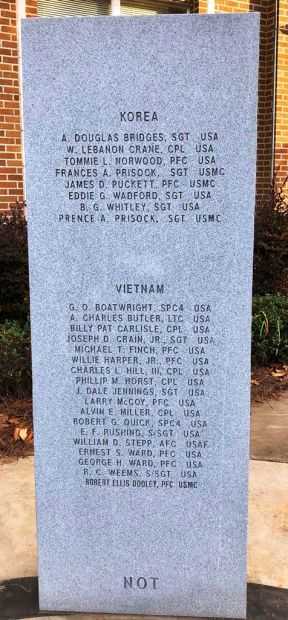 KOREA
A. DOUGLAS BRIDGES, SGT USA
W. LEBANON CRANE, CPL USA
TOMMIE L. NORWOOD, PFC USA
FRANCES A. PRISOCK, SGT USMC
JAMES D. PUCKETT, PFC USMC
EDDIE G. WADFORD, SGT USA
B. G. WHITLEY, SGT USA
PRENCE A. PRISOCK, SGT USMC
VIETNAM
G. O. BOATWRIGHT, SPC4 USA
A. CHARLES BUTLER, LTC USA
BILLY PAT CARLISLE, CPL USA
JOSEPH D. CRAIN, JR., SGT USA
MICHAEL T. FINCH, PFC USA
WILLIE HARPER, JR., PFC USA
CHARLES L. HILL, III, CPL USA
PHILLIP M. HORST, CPL USA
J. DALE JENNINGS, SGT USA
LARRY McCOY, PFC USA
ALVIN E. MILLER, CPL USA
ROBERT G. QUICK, SPC4 USA
E. F. RUSHING, S/SGT USA
WILLIAM D. STEPP, AFC USAF
ERNEST S. WARD, PFC USA
GEORGE H. WARD, PFC USA
R. C. WEEMS, S/SGT USA
ROBERT ELLIS DOOLEY, PFC USMC
NOT